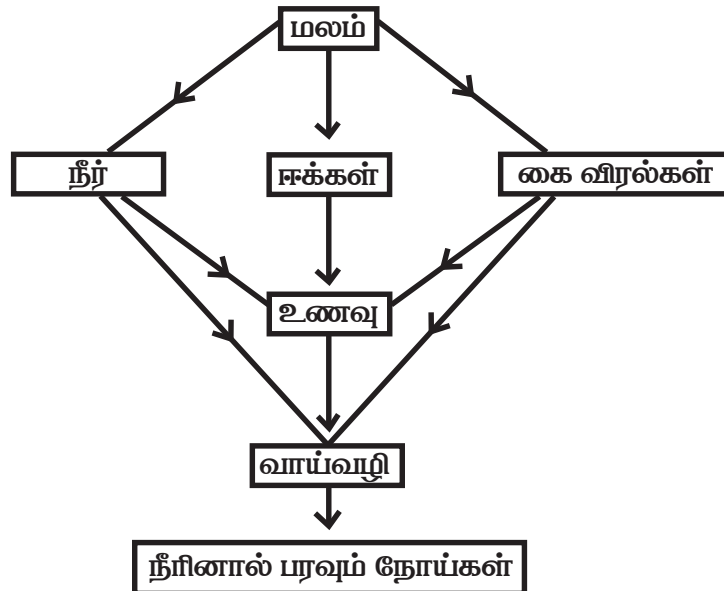 மலம்
நீர்
ஈக்கள்
கை விரல்கள்
உணவு
வாய்வழி
நீரினால் பரவும் நோய்கள்